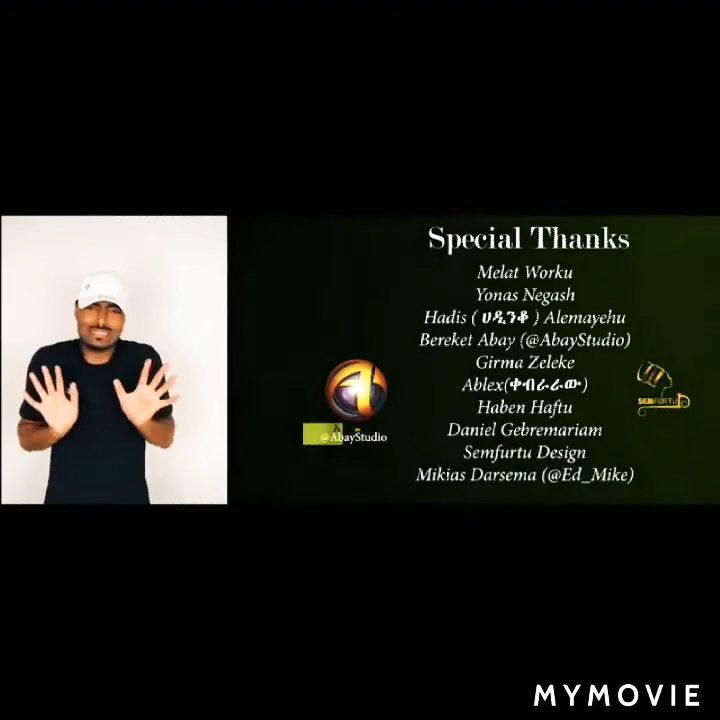 Special Thanks
Melat Worku
Yonas Negash
Hadis ( ሀዲንቆ ) Alemayehu
Bereket Abay (@AbayStudio)
Girma Zeleke
Ablex(ቀብራራው)
Haben Haftu
Daniel Gebremariam
Semfurtu Design
Mikias Darsema (@Ed_Mike)
@AbayStudio
SEMFURTU
MYMOVIE